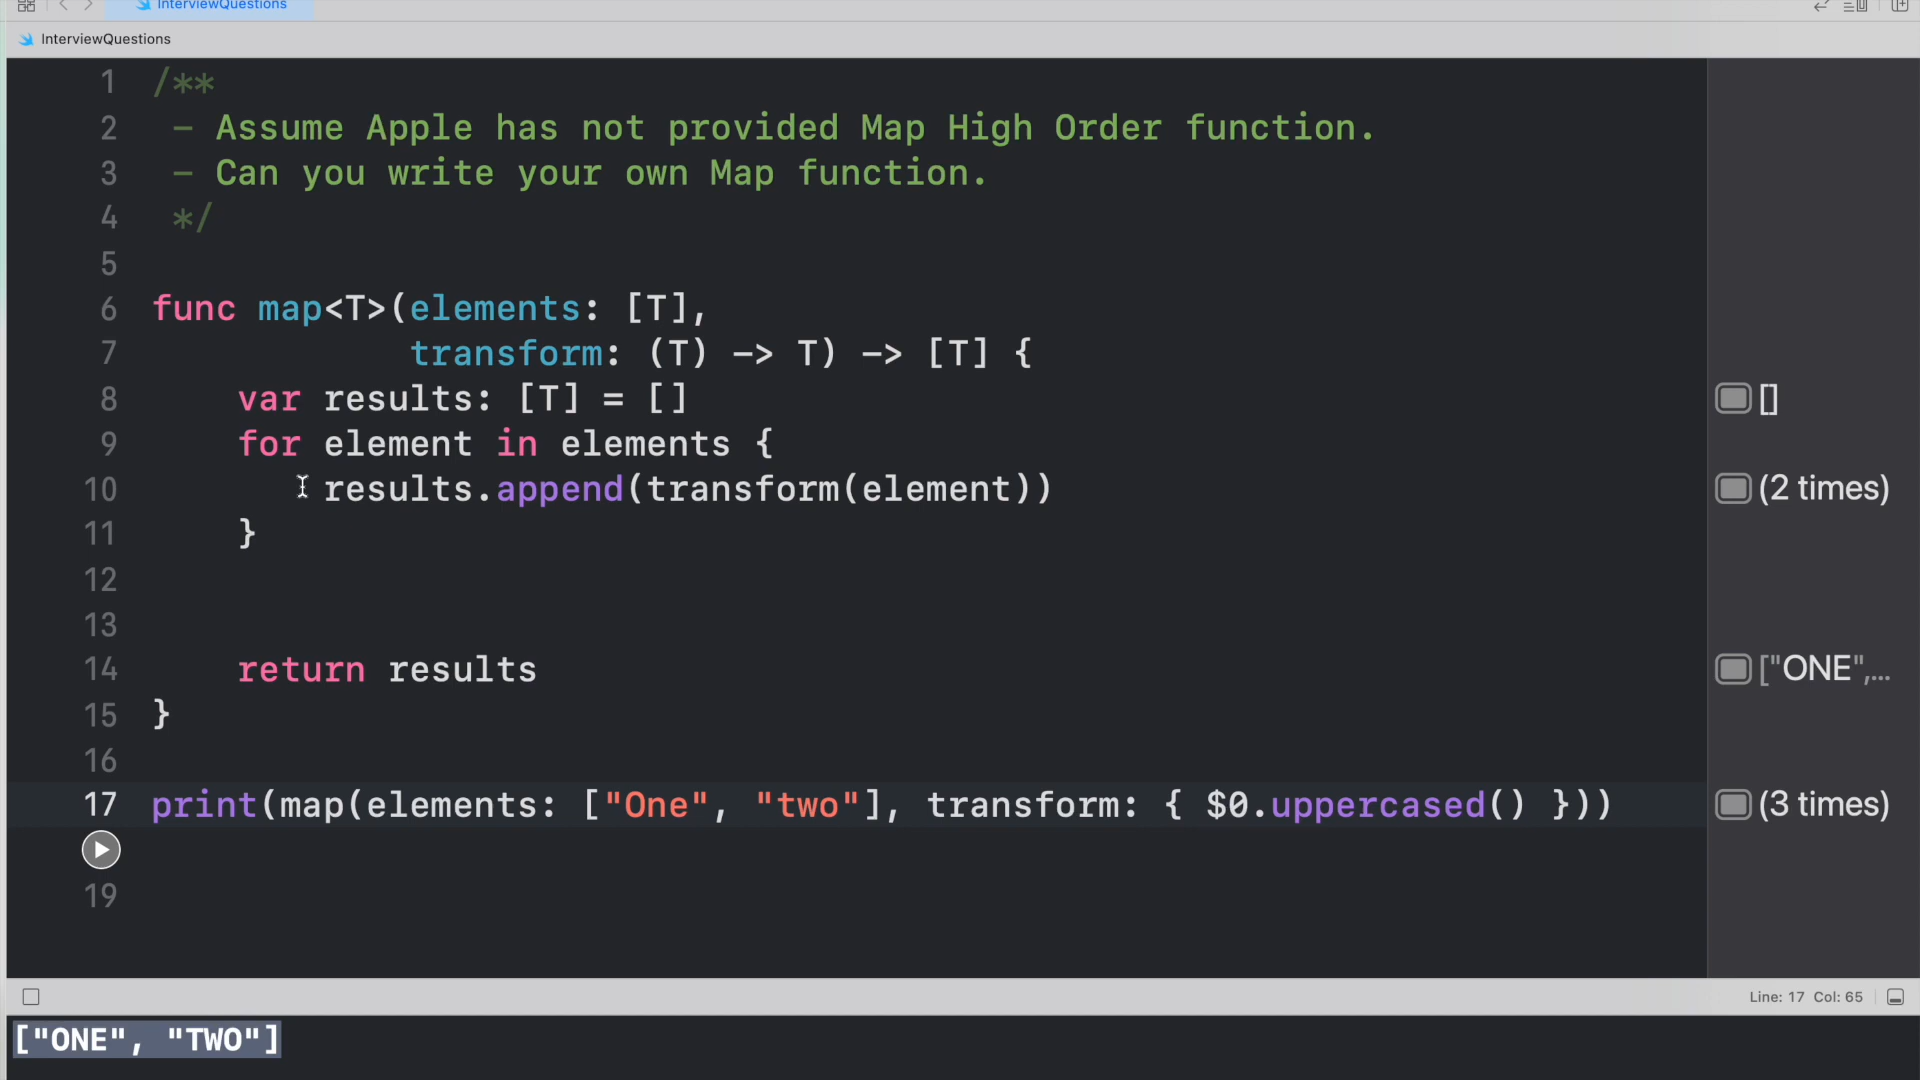 InterviewQuestions
InterviewQuestions
1 /**
2 - Assume Apple has not provided Map High Order function.
3 - Can you write your own Map function.
4 */
5
6 func map<T>(elements: [T],
7 transform: (T) -> T) -> [T] {
8 var results: [T] = [] []
9 for element in elements {
10 results.append(transform(element)) (2 times)
11 }
12
13
14 return results ["ONE",...
15 }
16
17 print(map(elements: ["One", "two"], transform: { $0.uppercased() })) (3 times)
19
Line: 17 Col: 65
["ONE", "TWO"]